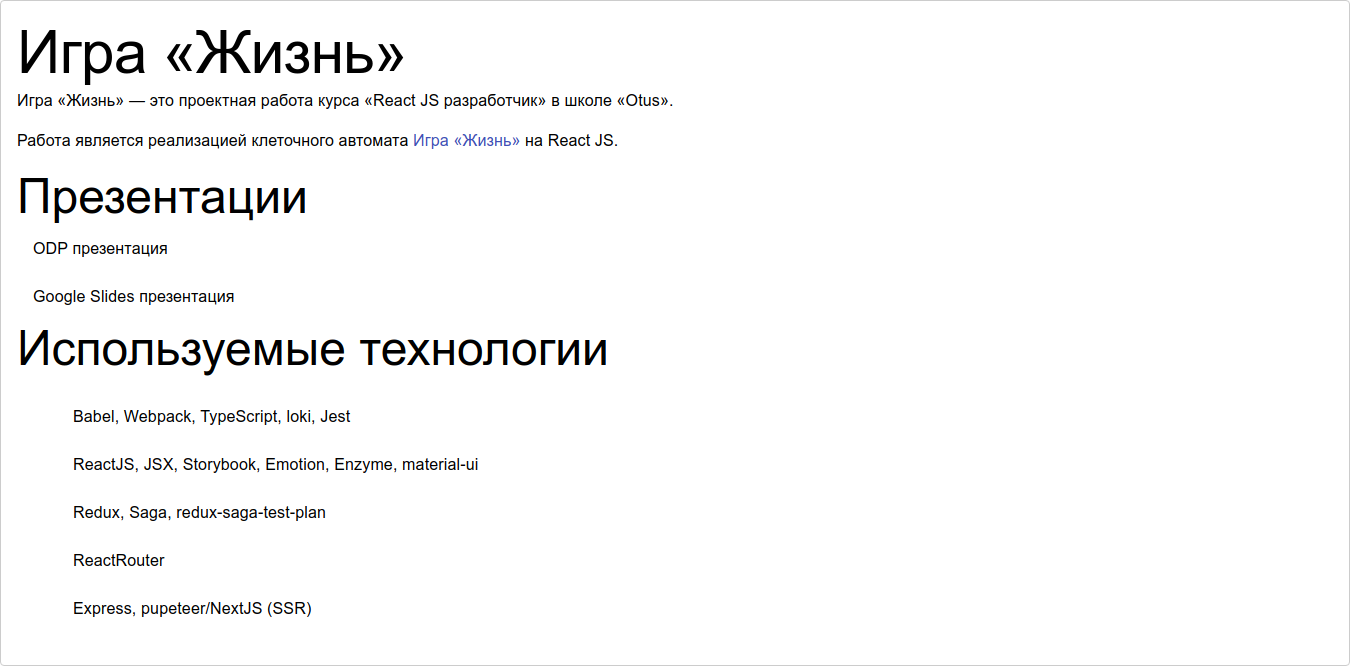 Игра «Жизнь»
Игра «Жизнь» — это проектная работа курса «React JS разработчик» в школе «Otus».
Работа является реализацией клеточного автомата Игра «Жизнь» на React JS.
Презентации
ODP презентация
Google Slides презентация
Используемые технологии
Babel, Webpack, TypeScript, loki, Jest
ReactJS, JSX, Storybook, Emotion, Enzyme, material-ui
Redux, Saga, redux-saga-test-plan
ReactRouter
Express, pupeteer/NextJS (SSR)